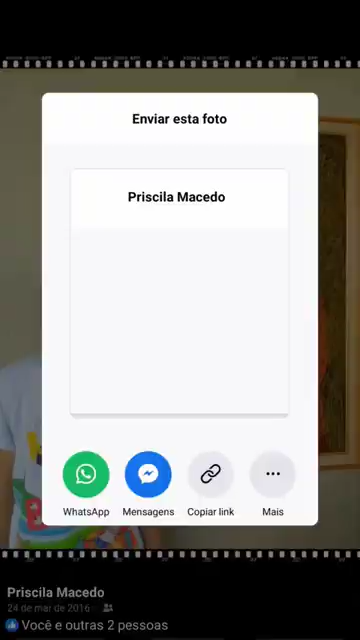 Enviar esta foto
Priscila Macedo
WhatsApp
Mensagens
Copiar link
Mais
Priscila Macedo
24 de mar de 2016
Você e outras 2 pessoas